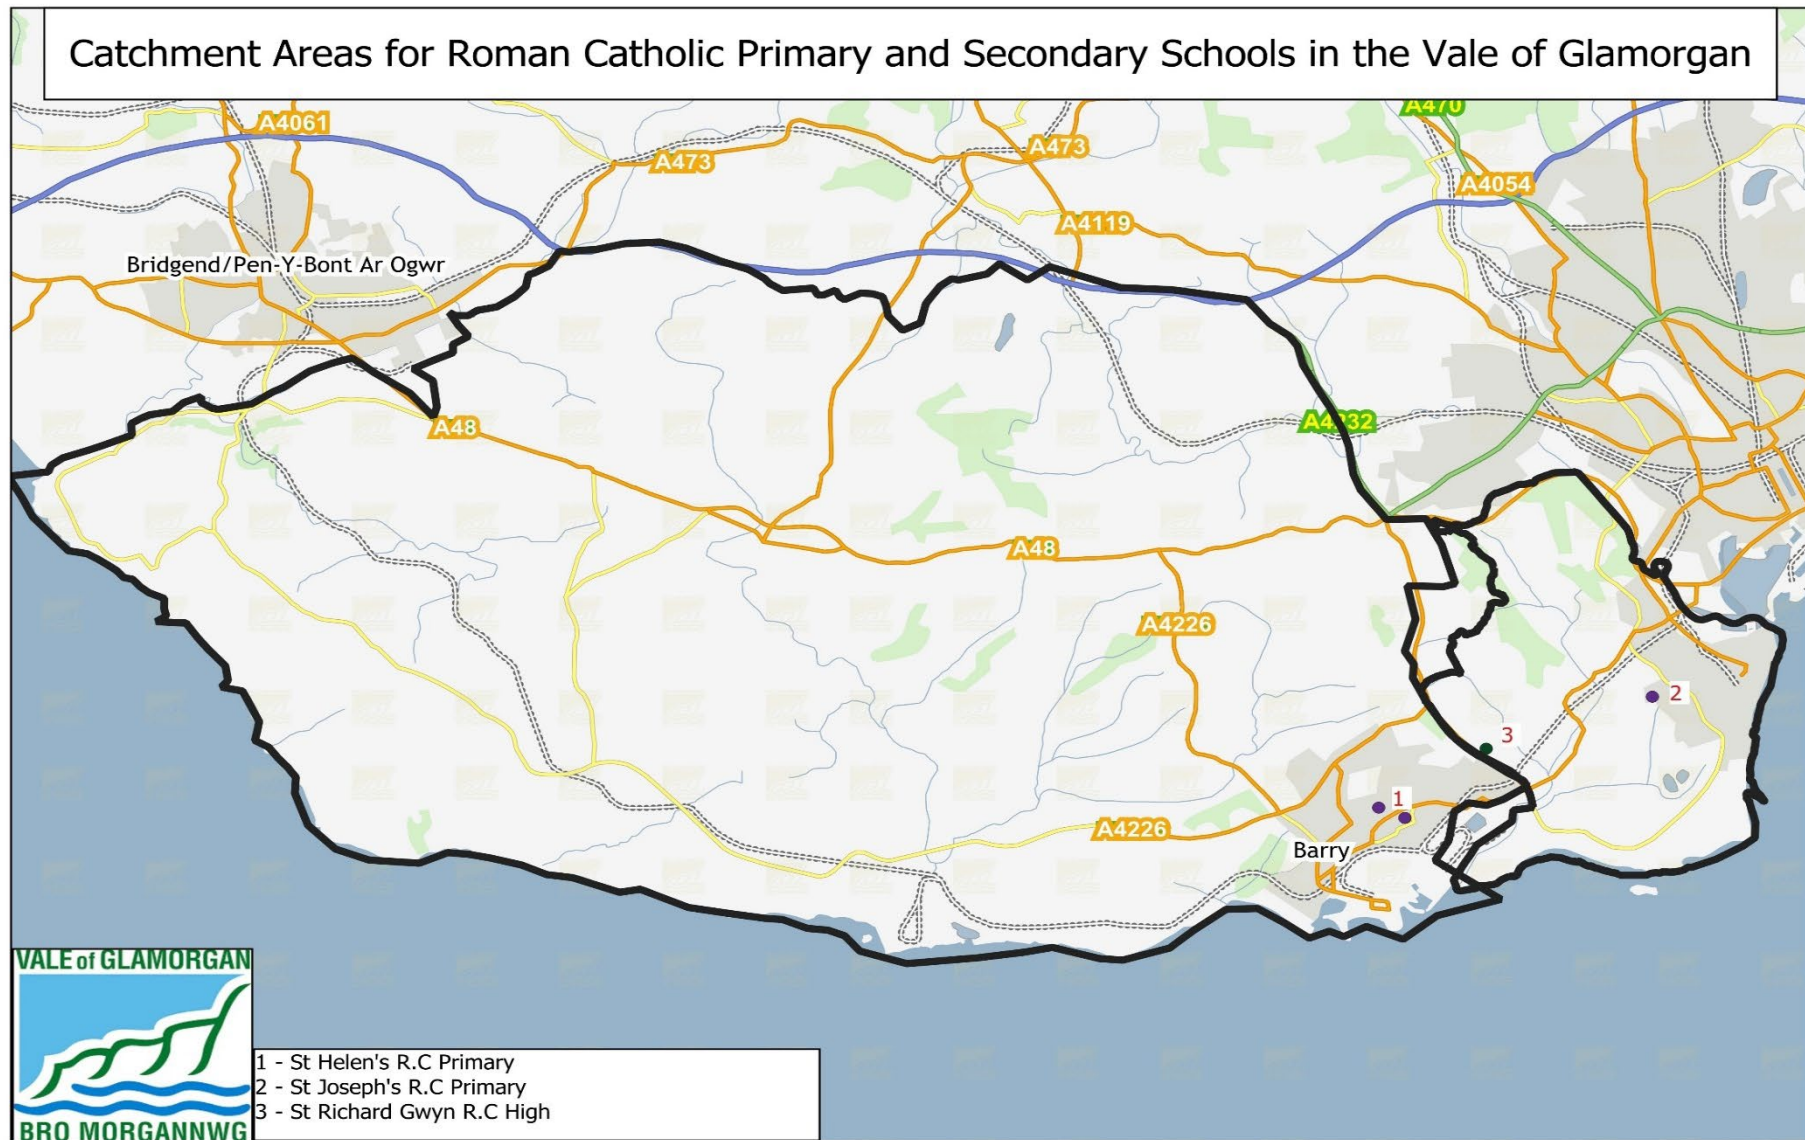 Catchment Areas for Roman Catholic Primary and Secondary Schools in the Vale of Glamorgan
A470
A4061
A473
A473
A4054
A4119
Bridgend/Pen-Y-Bont Ar Ogwr
A4232
A48
A48
A4226
2
3
1
A4226
Barry
VALE of GLAMORGAN
BRO MORGANNWG
1 - St Helen's R.C Primary
2 - St Joseph's R.C Primary
3 - St Richard Gwyn R.C High